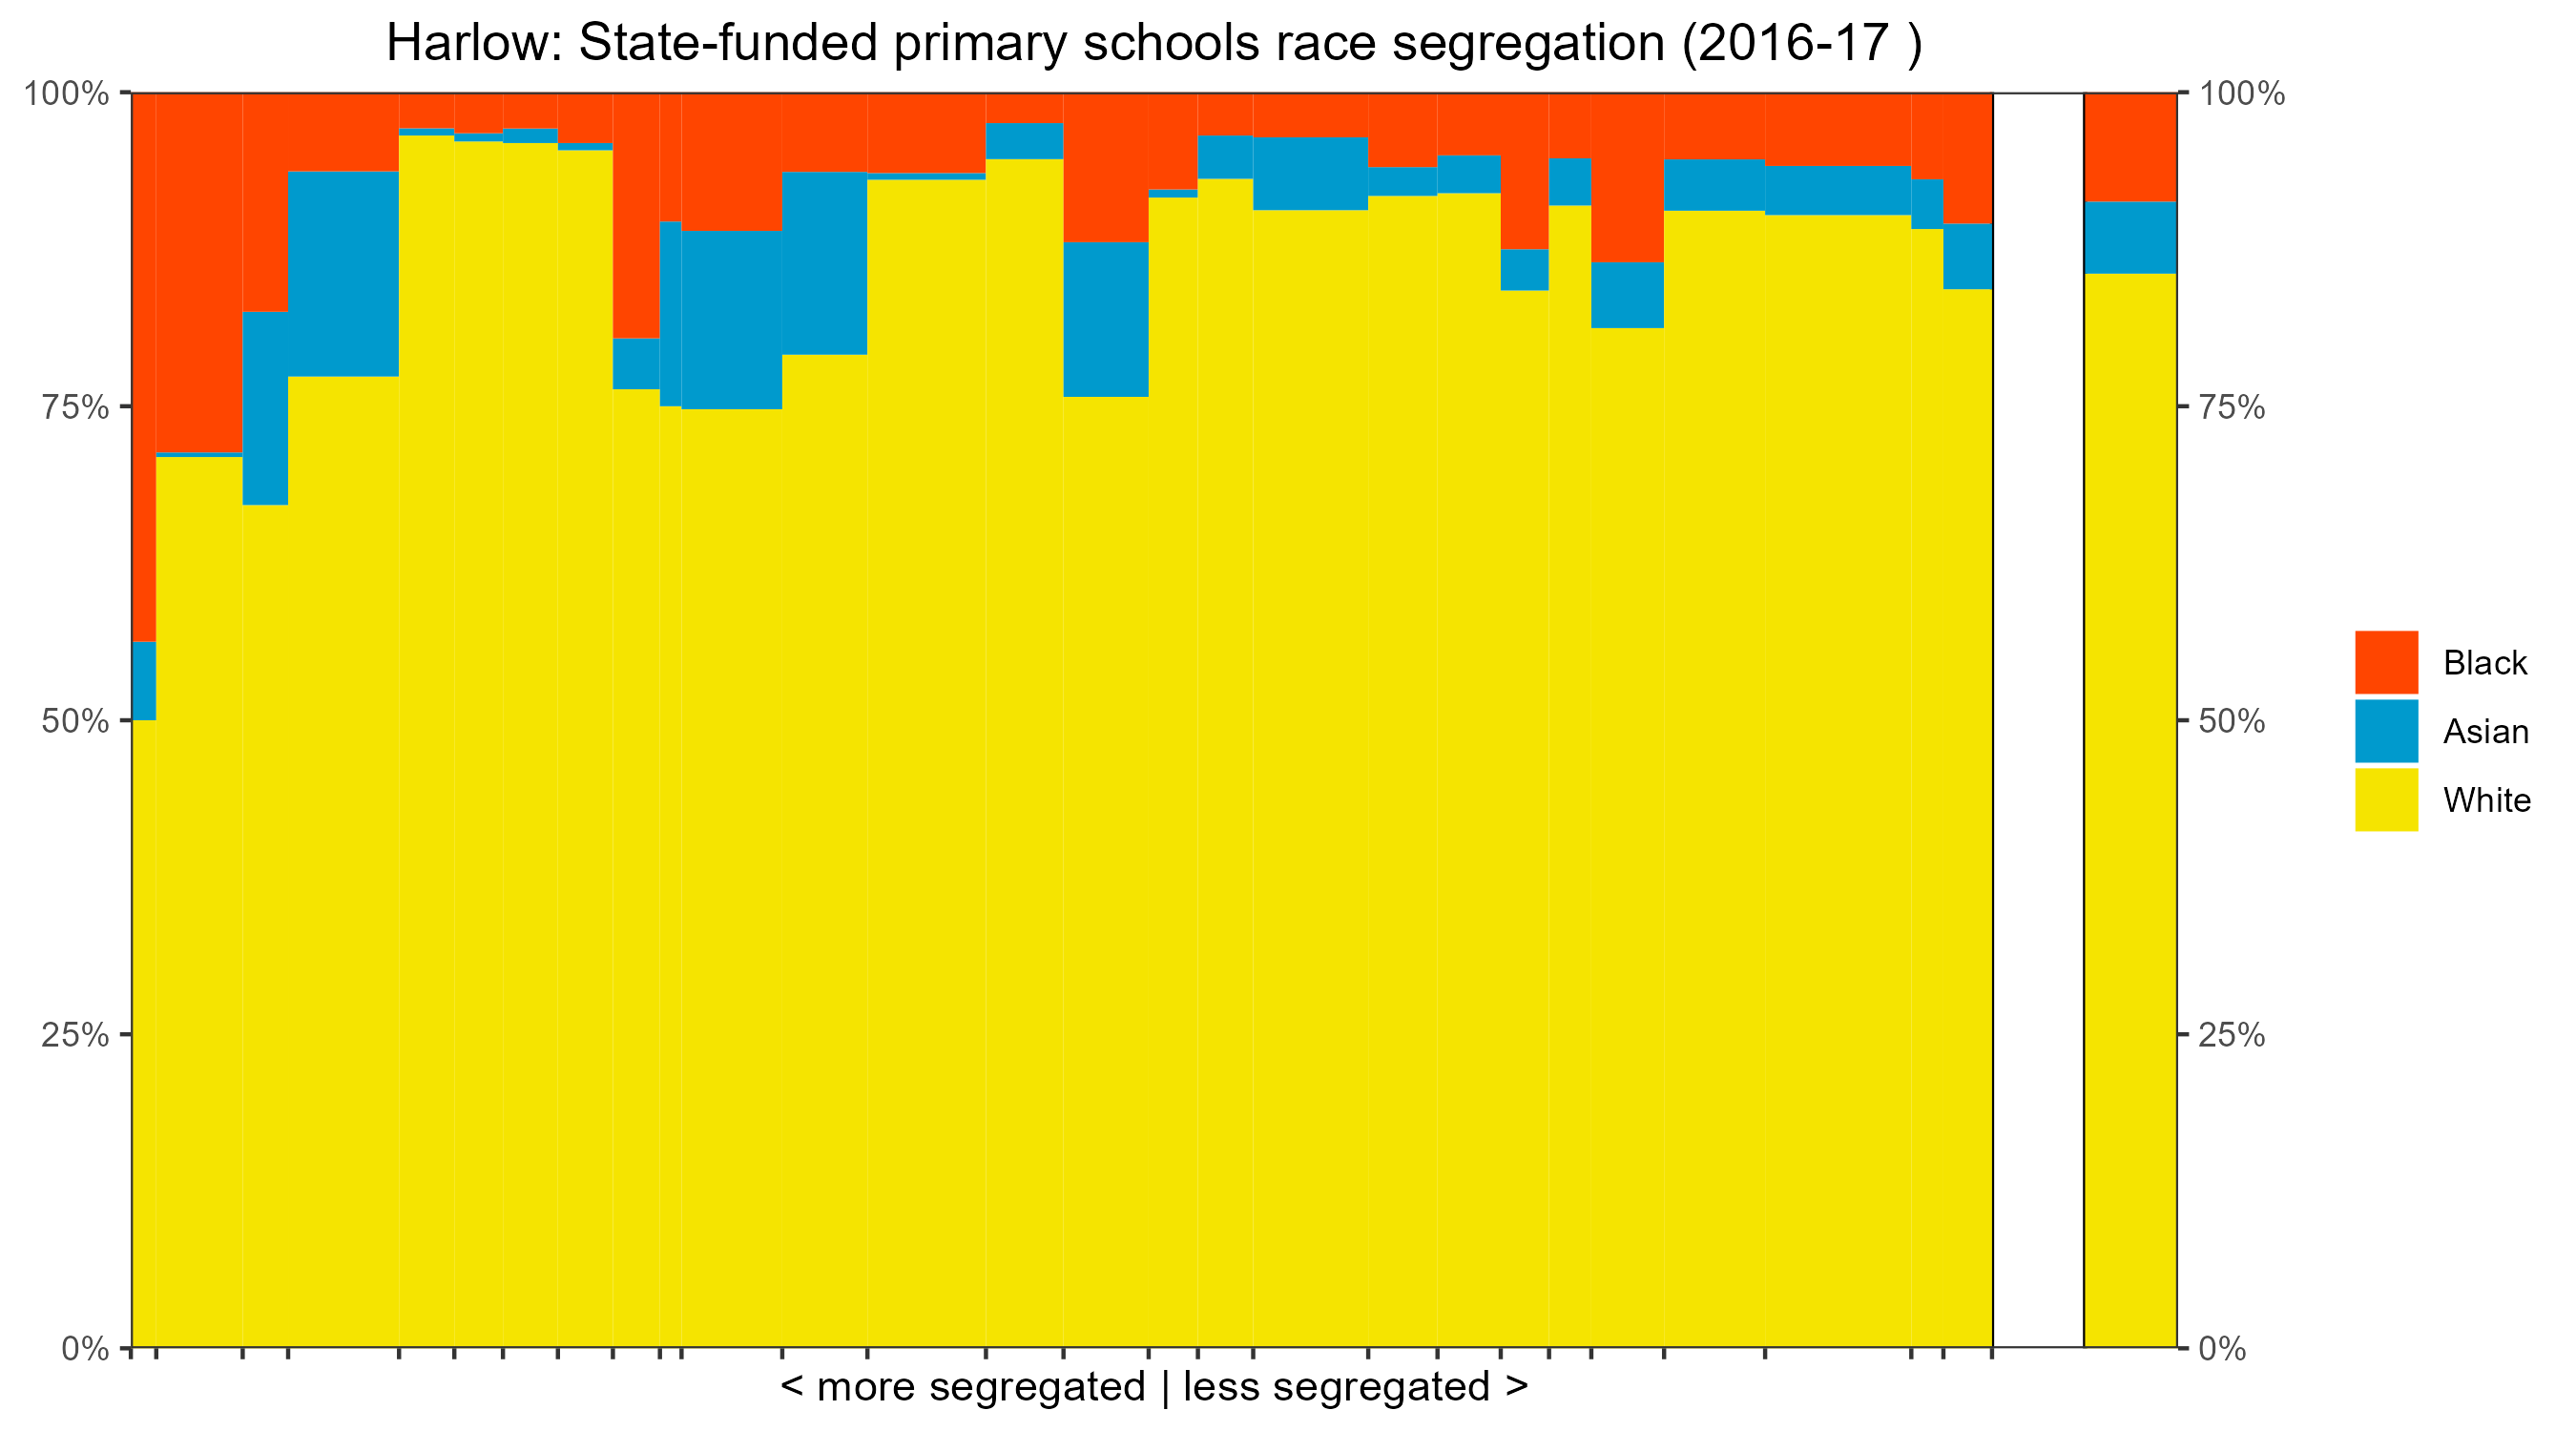 Harlow: State-funded primary schools race segregation (2016-17 )
100%
75%
50%
25%
0%
100%
75%
50%
25%
0%
< more segregated | less segregated >
Black
Asian
White